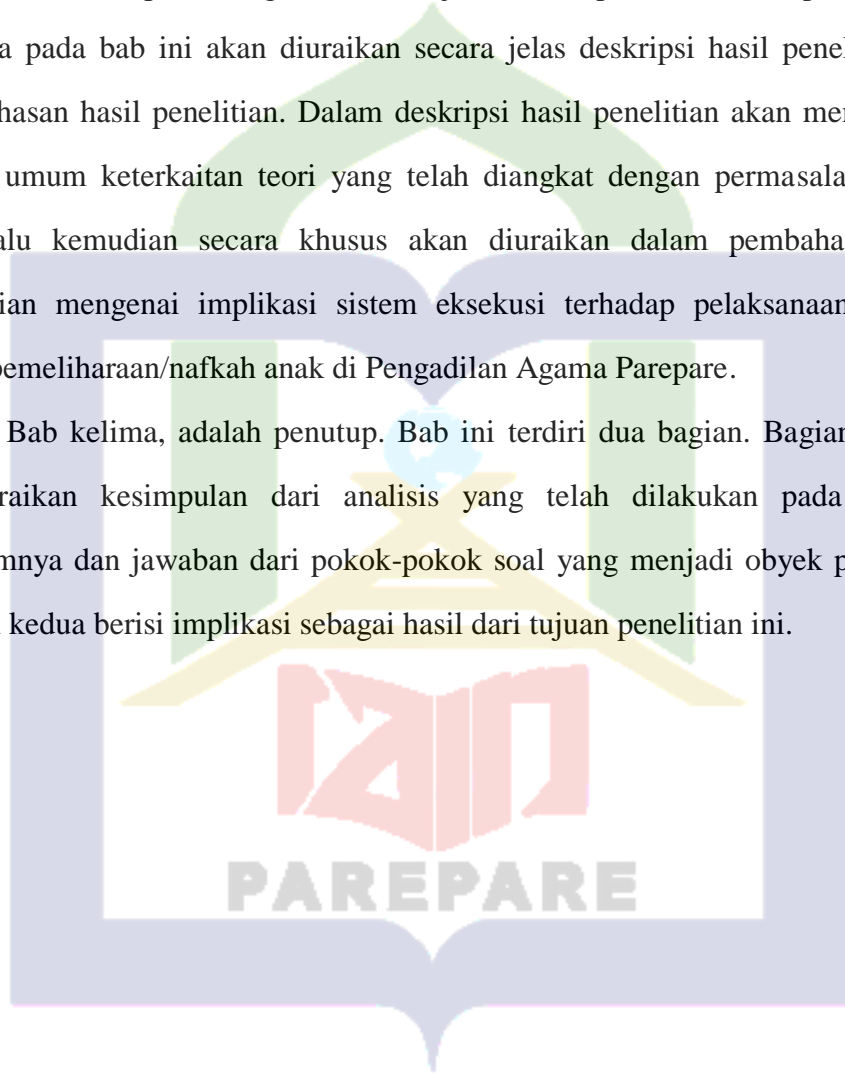 a pada bab ini akan diuraikan secara jelas deskripsi hasil pene
hasan hasil penelitian. Dalam deskripsi hasil penelitian akan me
umum keterkaitan teori yang telah diangkat dengan permasala
alu kemudian secara khusus akan diuraikan dalam pembaha
ian mengenai implikasi sistem eksekusi terhadap pelaksanaan
pemeliharaan/nafkah anak di Pengadilan Agama Parepare.
Bab kelima, adalah penutup. Bab ini terdiri dua bagian. Bagian
raikan kesimpulan dari analisis yang telah dilakukan pada
mnya dan jawaban dari pokok-pokok soal yang menjadi obyek p
kedua berisi implikasi sebagai hasil dari tujuan penelitian ini.
iain
PAREPARE